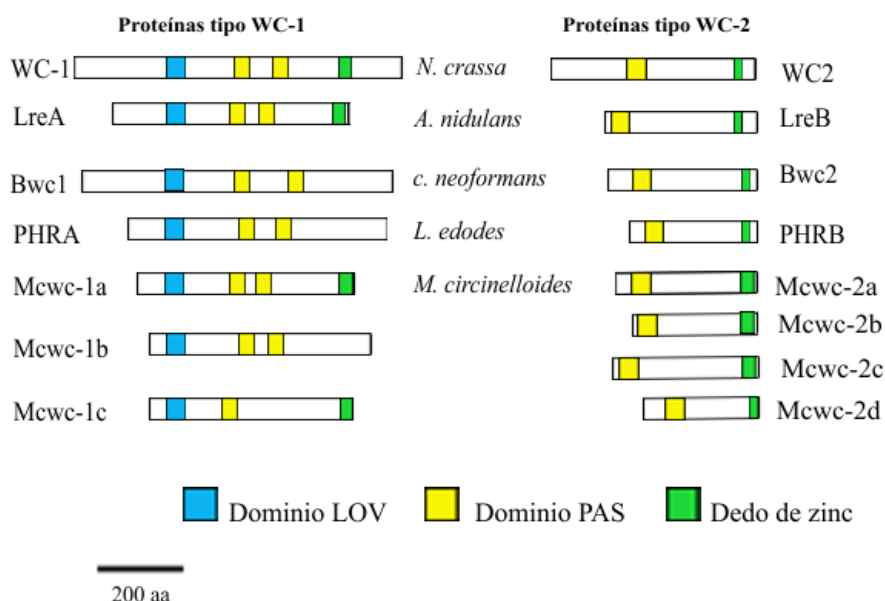 Proteínas tipo WC-1
Proteínas tipo WC-2
WC-1
N. crassa
WC2
LreA
A. nidulans
LreB
Bwc1
c. neoformans
Bwc2
PHRA
L. edodes
PHRB
Mcwc-1a
M. circinelloides
Mcwc-2a
Mcwc-2b
Mcwc-1b
Mcwc-2c
Mcwc-1c
Mcwc-2d
Dominio LOV
Dominio PAS
Dedo de zinc
200 aa